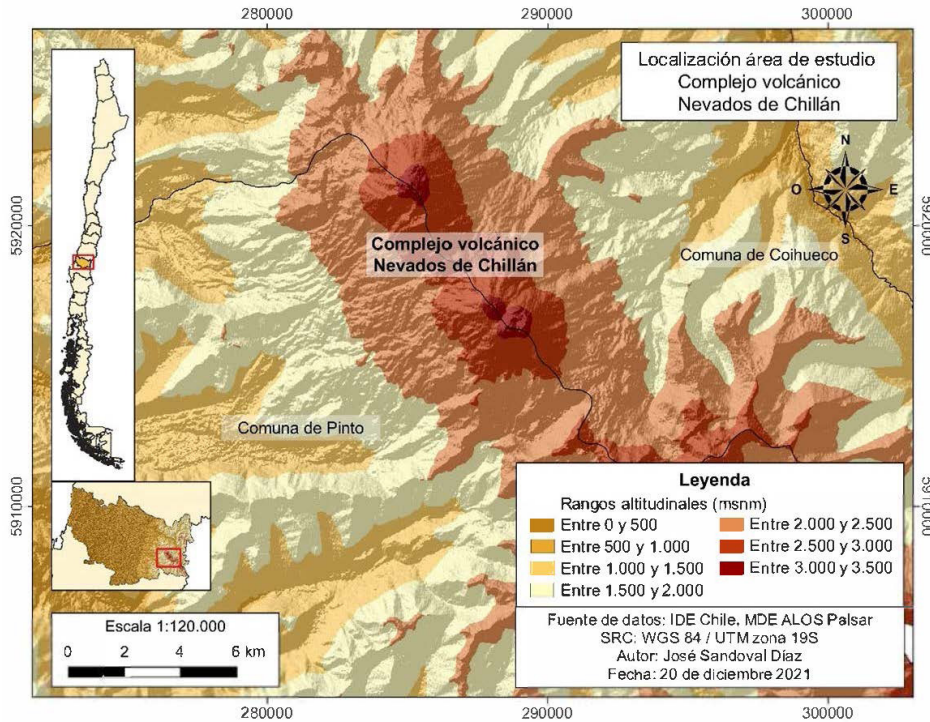 280000
290000
300000
Localización área de estudio
Complejo volcánico
Nevados de Chillán
N
O
E
S
5920000
5920000
Complejo volcánico
Nevados de Chillán
Comuna de Coihueco
Comuna de Pinto
Leyenda
Rangos altitudinales (msnm)
Entre 0 y 500
Entre 500 y 1.000
Entre 1.000 y 1.500
Entre 1.500 y 2.000
Entre 2.000 y 2.500
Entre 2.500 y 3.000
Entre 3.000 y 3.500
5910000
5910000
Escala 1:120.000
0 2 4 6 km
Fuente de datos: IDE Chile, MDE ALOS Palsar
SRC: WGS 84 / UTM zona 19S
Autor: José Sandoval Díaz
Fecha: 20 de diciembre 2021
280000
290000
300000